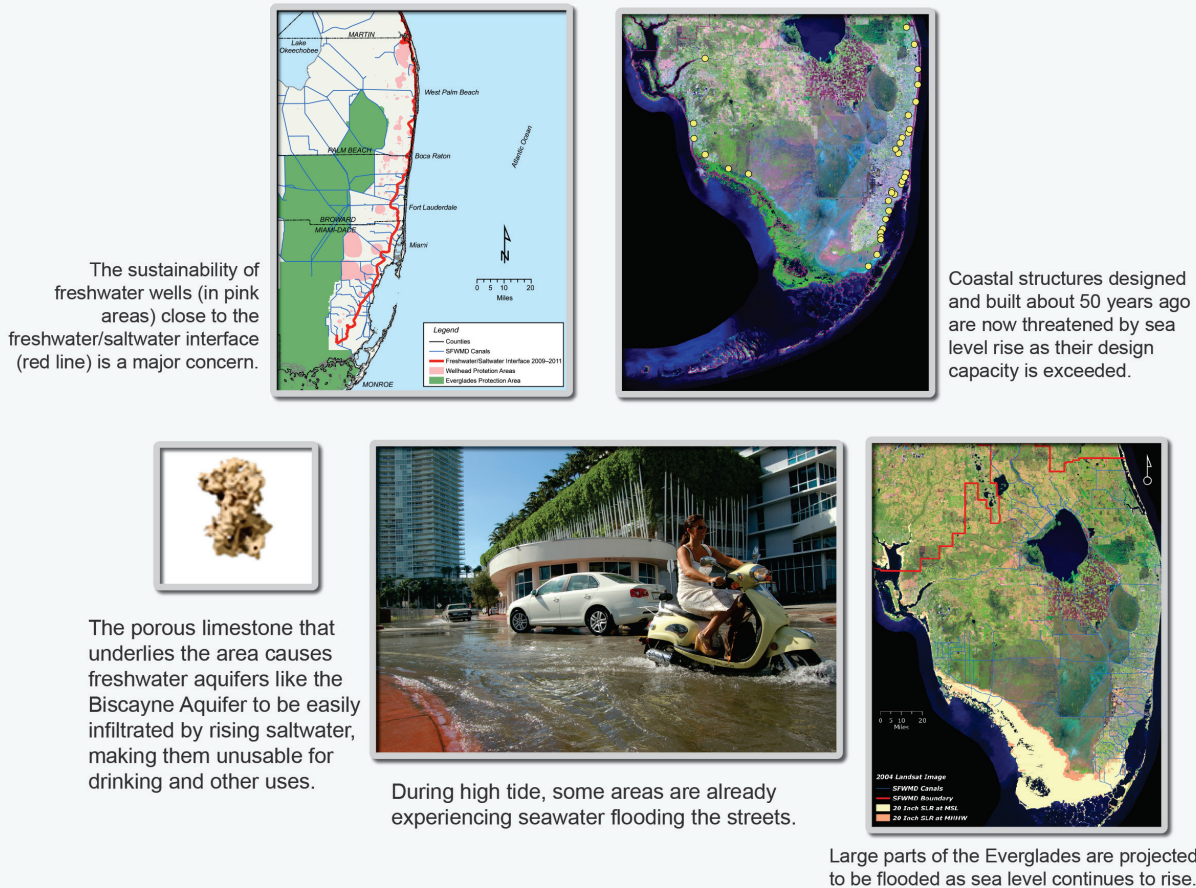 The sustainability of
freshwater wells (in pink
areas) close to the
freshwater/saltwater interface
(red line) is a major concern.
MARTIN
Lake
Okeechobee
West Palm Beach
Atlantic Ocean
PALM BEACH
Boca Raton
Fort Lauderdale
BROWARD
MIAMI-DADE
Miami
N
0 5 10 20
Miles
Legend
Counties
SFWMD Canals
Freshwater/Saltwater Interface 2009–2011
Wellhead Protetion Areas
Everglades Protection Area
MONROE
Coastal structures designed
and built about 50 years ago
are now threatened by sea
level rise as their design
capacity is exceeded.
The porous limestone that
underlies the area causes
freshwater aquifers like the
Biscayne Aquifer to be easily
infiltrated by rising saltwater,
making them unusable for
drinking and other uses.
During high tide, some areas are already
experiencing seawater flooding the streets.
0 5 10 20
Miles
2004 Landsat Image
SFWMD Canals
SFWMD Boundary
20 Inch SLR at MSL
20 Inch SLR at MHHW
Large parts of the Everglades are projected
to be flooded as sea level continues to rise.